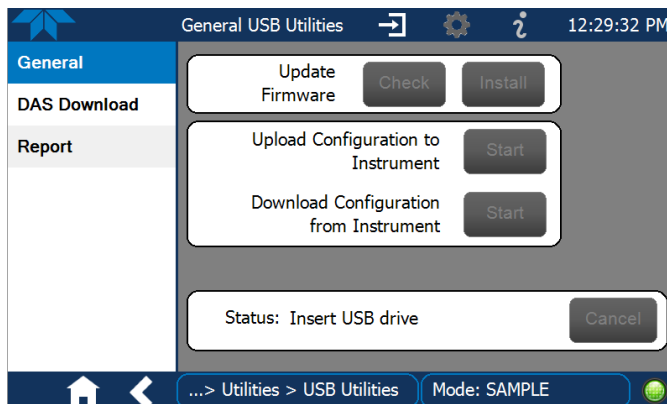 General USB Utilities
12:29:32 PM
General
DAS Download
Report
Update
Firmware
Check
Install
Upload Configuration to
Instrument
Start
Download Configuration
from Instrument
Start
Status: Insert USB drive
Cancel
...> Utilities > USB Utilities
Mode: SAMPLE